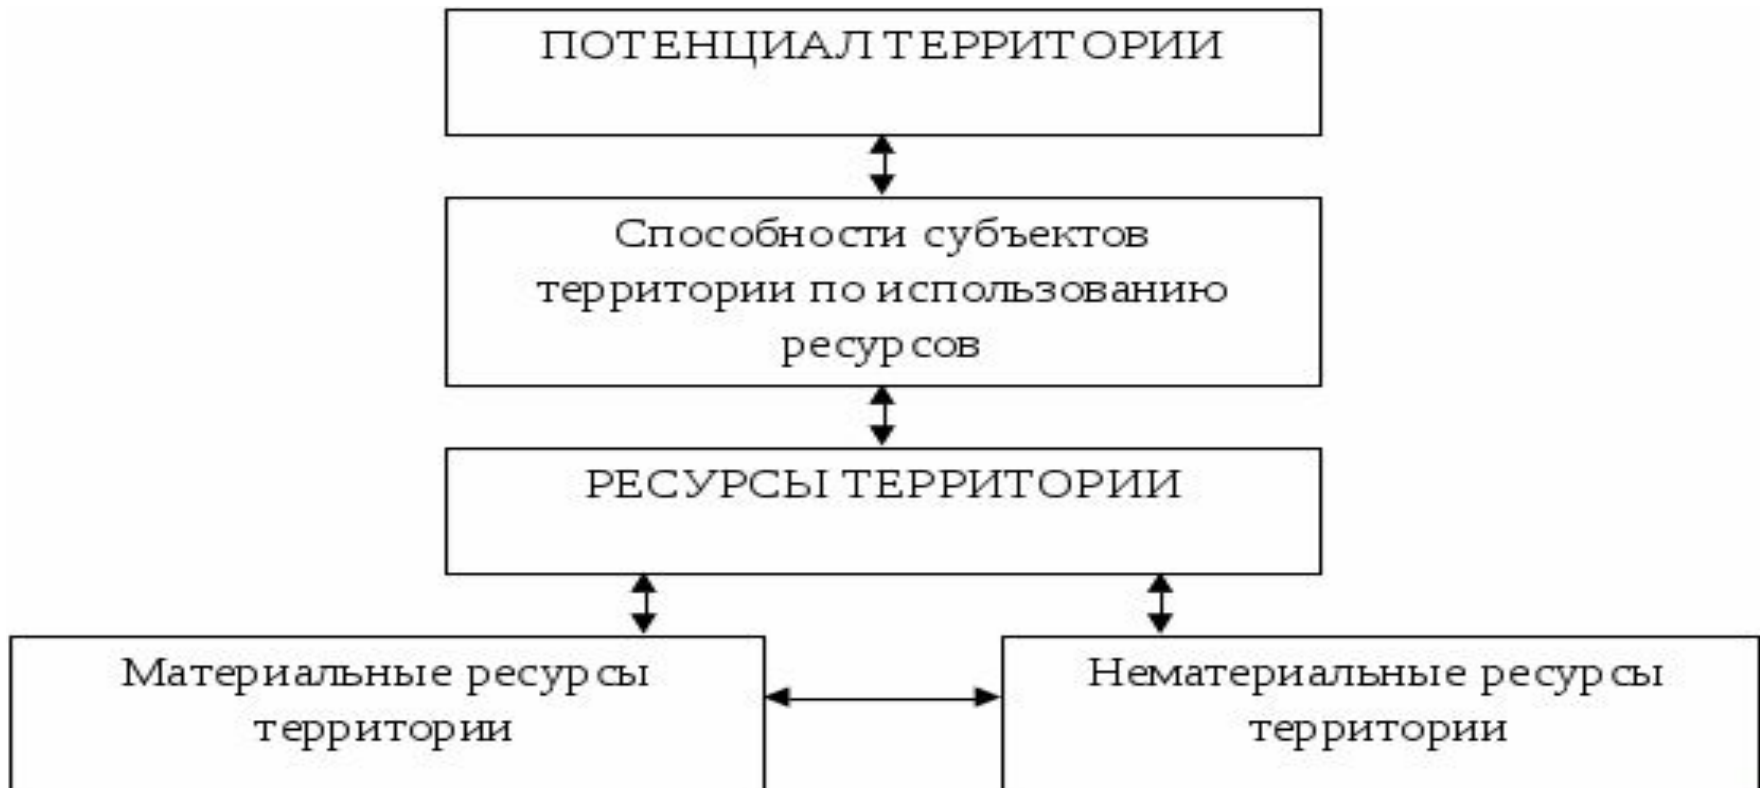 ПОТЕНЦИАЛ ТЕРРИТОРИИ
Способности субъектов
территории по использованию
ресурсов
РЕСУРСЫ ТЕРРИТОРИИ
Материальные ресурсы
территории
Нематериальные ресурсы
территории